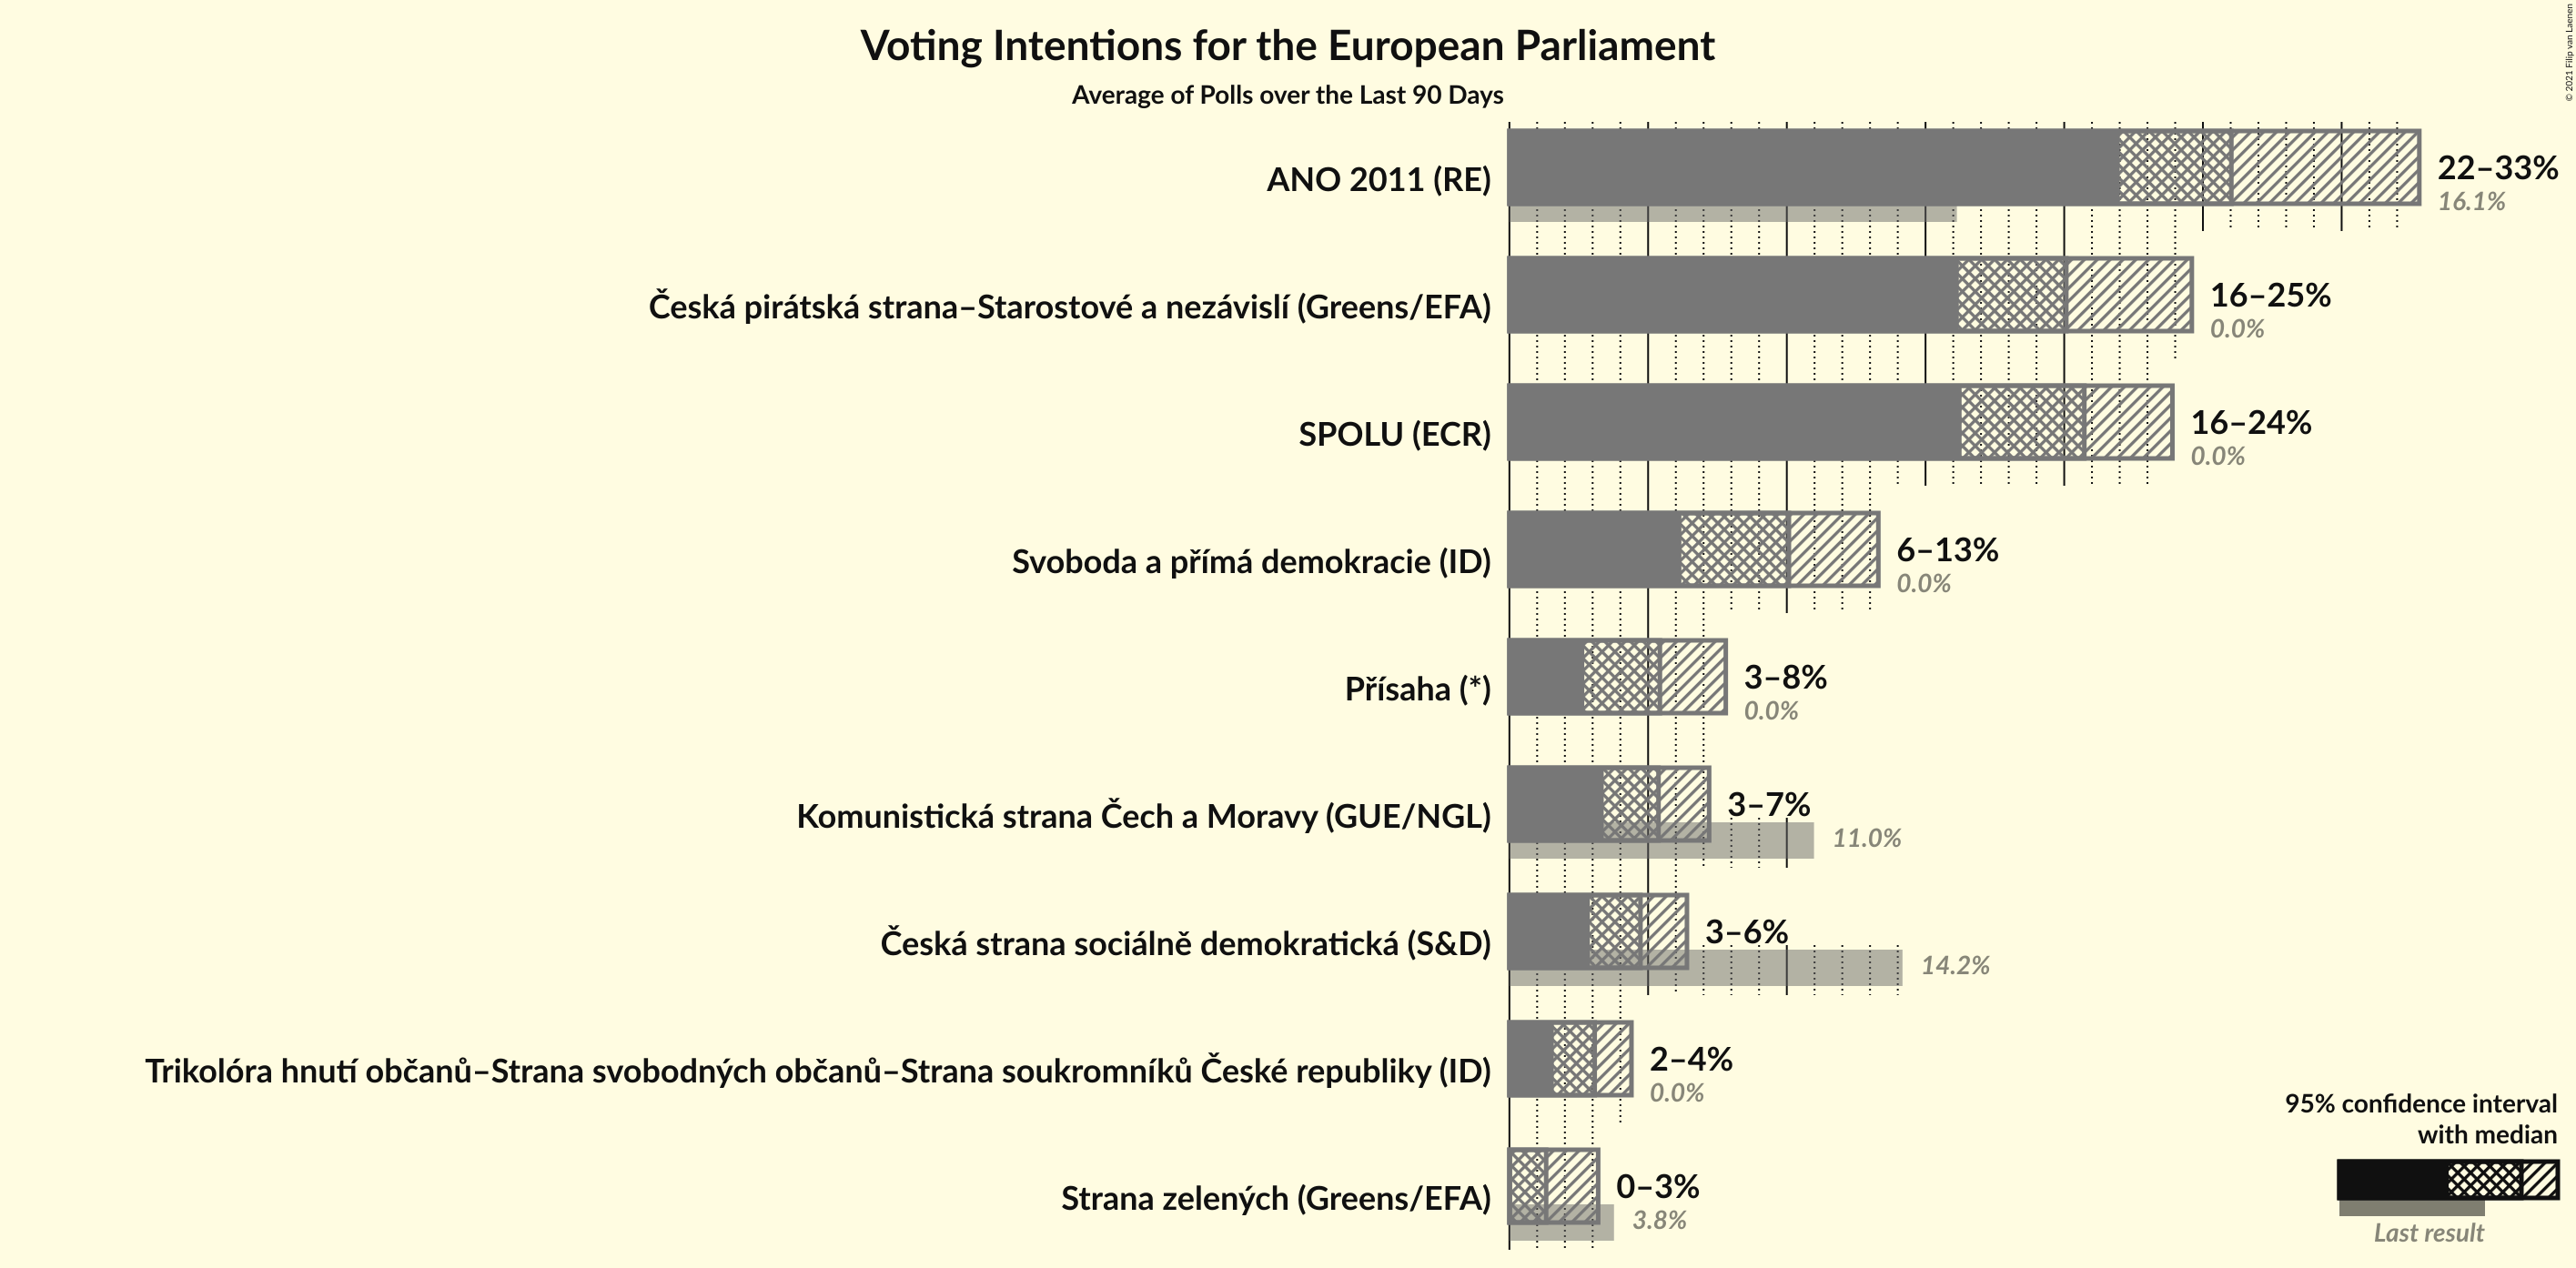 Voting Intentions for the European Parliament
Average of Polls over the Last 90 Days
© 2021 Filip van Laenen
ANO 2011 (RE)
22–33%
16.1%
Česká pirátská strana–Starostové a nezávislí (Greens/EFA)
16–25%
0.0%
SPOLU (ECR)
16–24%
0.0%
Svoboda a přímá demokracie (ID)
6–13%
0.0%
Přísaha (*)
3–8%
0.0%
Komunistická strana Čech a Moravy (GUE/NGL)
3–7%
11.0%
Česká strana sociálně demokratická (S&D)
3–6%
14.2%
Trikolóra hnutí občanů–Strana svobodných občanů–Strana soukromníků České republiky (ID)
2–4%
0.0%
Strana zelených (Greens/EFA)
0–3%
3.8%
95% confidence interval
with median
Last result